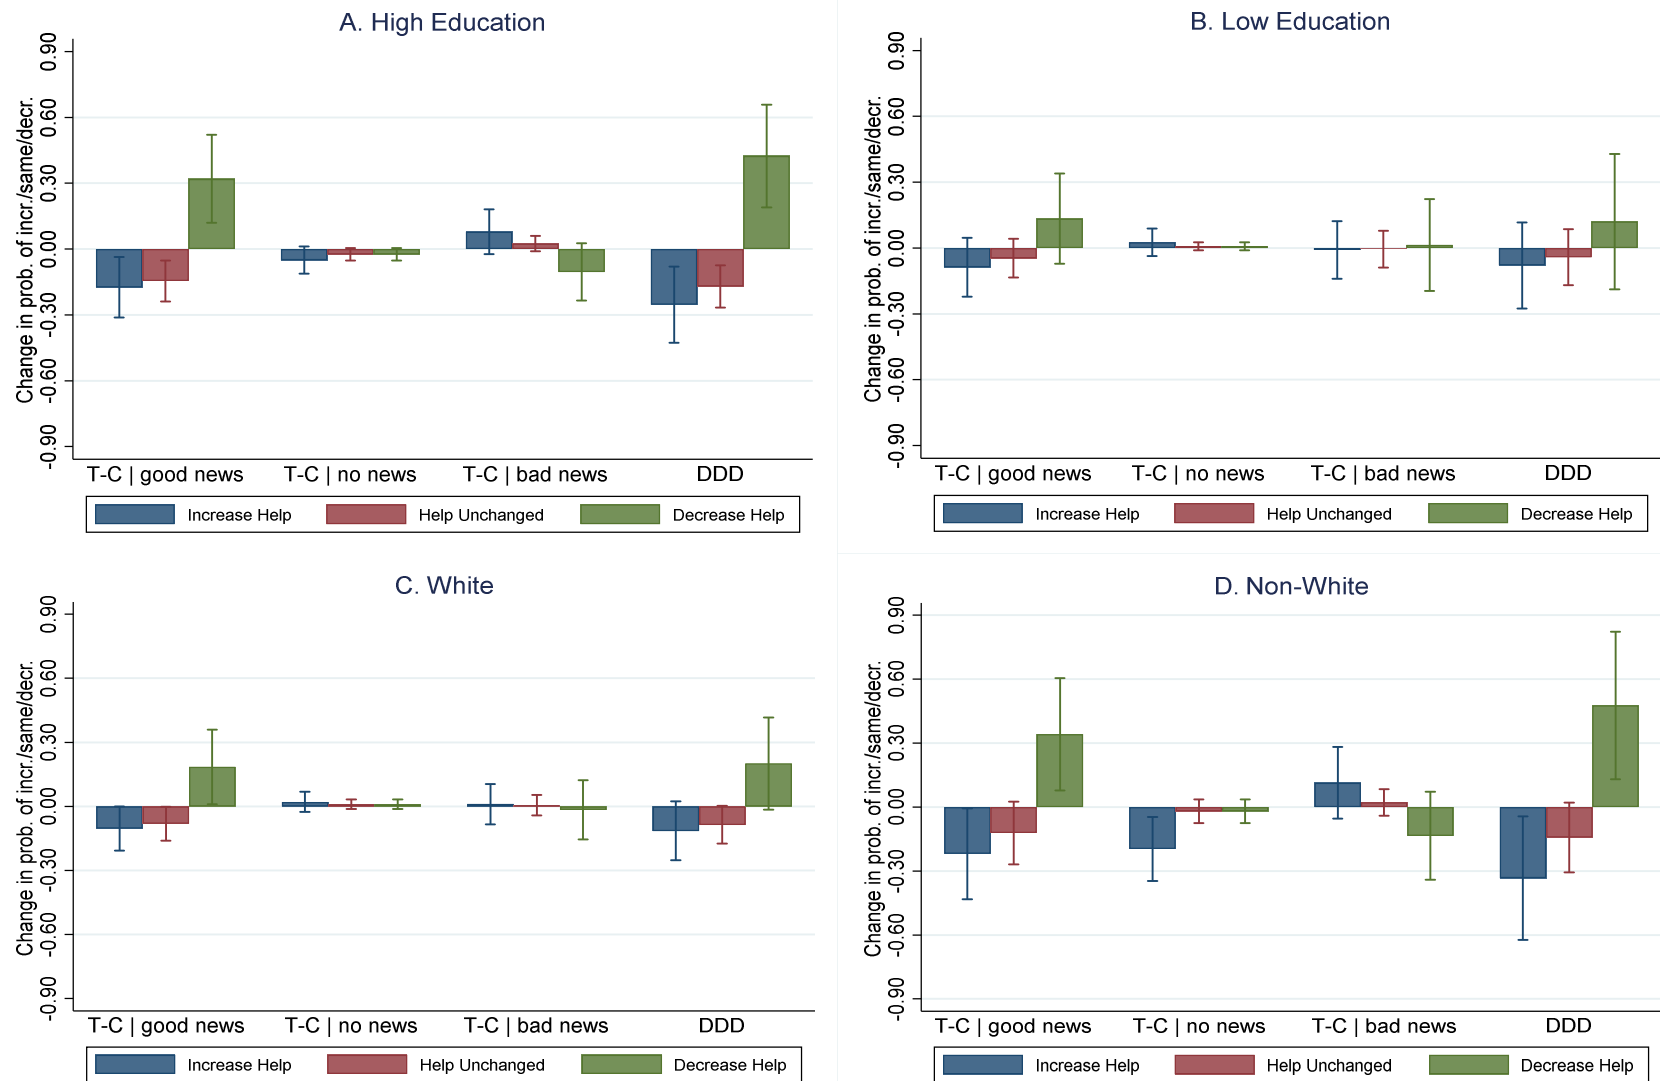 A. High Education
Change in prob. of incr./same/decr.
0.90
0.60
0.30
0.00
-0.30
-0.60
-0.90
T-C | good news
T-C | no news
T-C | bad news
DDD
Increase Help
Help Unchanged
Decrease Help
B. Low Education
Change in prob. of incr./same/decr.
0.90
0.60
0.30
0.00
-0.30
-0.60
-0.90
T-C | good news
T-C | no news
T-C | bad news
DDD
Increase Help
Help Unchanged
Decrease Help
C. White
Change in prob. of incr./same/decr.
0.90
0.60
0.30
0.00
-0.30
-0.60
-0.90
T-C | good news
T-C | no news
T-C | bad news
DDD
Increase Help
Help Unchanged
Decrease Help
D. Non-White
Change in prob. of incr./same/decr.
0.90
0.60
0.30
0.00
-0.30
-0.60
-0.90
T-C | good news
T-C | no news
T-C | bad news
DDD
Increase Help
Help Unchanged
Decrease Help